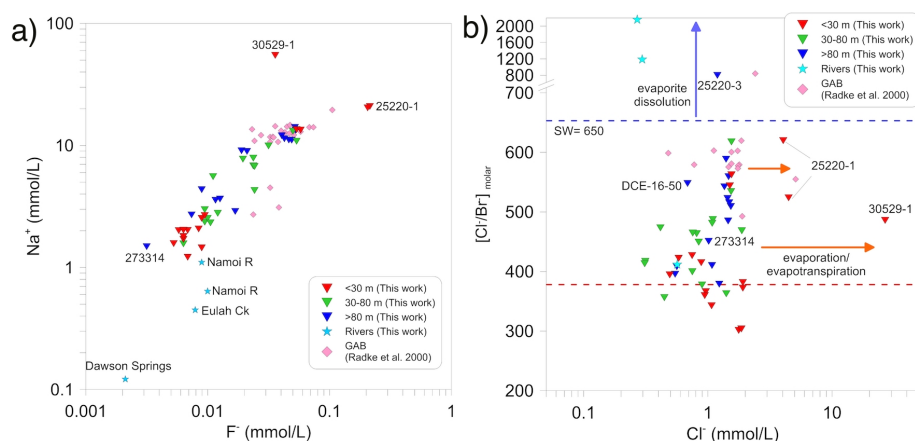 a)
100
10
1
0.1
Na⁺ (mmol/L)
30529-1
25220-1
273314
Namoi R
Namoi R
Eulah Ck
Dawson Springs
<30 m (This work)
30-80 m (This work)
>80 m (This work)
Rivers (This work)
GAB
(Radke et al. 2000)
0.001
0.01
0.1
1
F⁻ (mmol/L)
b)
2200
2000
1600
1200
800
700
600
500
400
300
200
[Cl⁻/Br⁻] molar
<30 m (This work)
30-80 m (This work)
>80 m (This work)
Rivers (This work)
GAB
(Radke et al. 2000)
25220-3
evaporite
dissolution
SW= 650
25220-1
DCE-16-50
30529-1
273314
evaporation/
evapotranspiration
0.1
1
10
Cl⁻ (mmol/L)